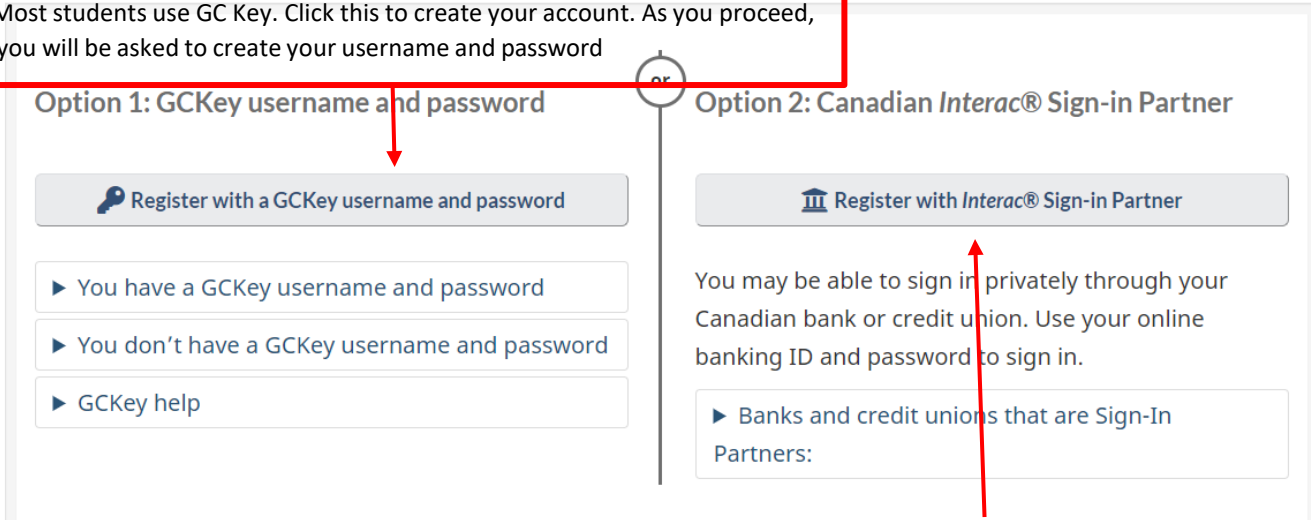 Most students use GC Key. Click this to create your account. As you proceed,
you will be asked to create your username and password
or
Option 1: GCKey username and password
Register with a GCKey username and password
▶ You have a GCKey username and password
▶ You don’t have a GCKey username and password
▶ GCKey help
Option 2: Canadian Interac® Sign-in Partner
Register with Interac® Sign-in Partner
You may be able to sign in privately through your
Canadian bank or credit union. Use your online
banking ID and password to sign in.
▶ Banks and credit unions that are Sign-In
Partners: